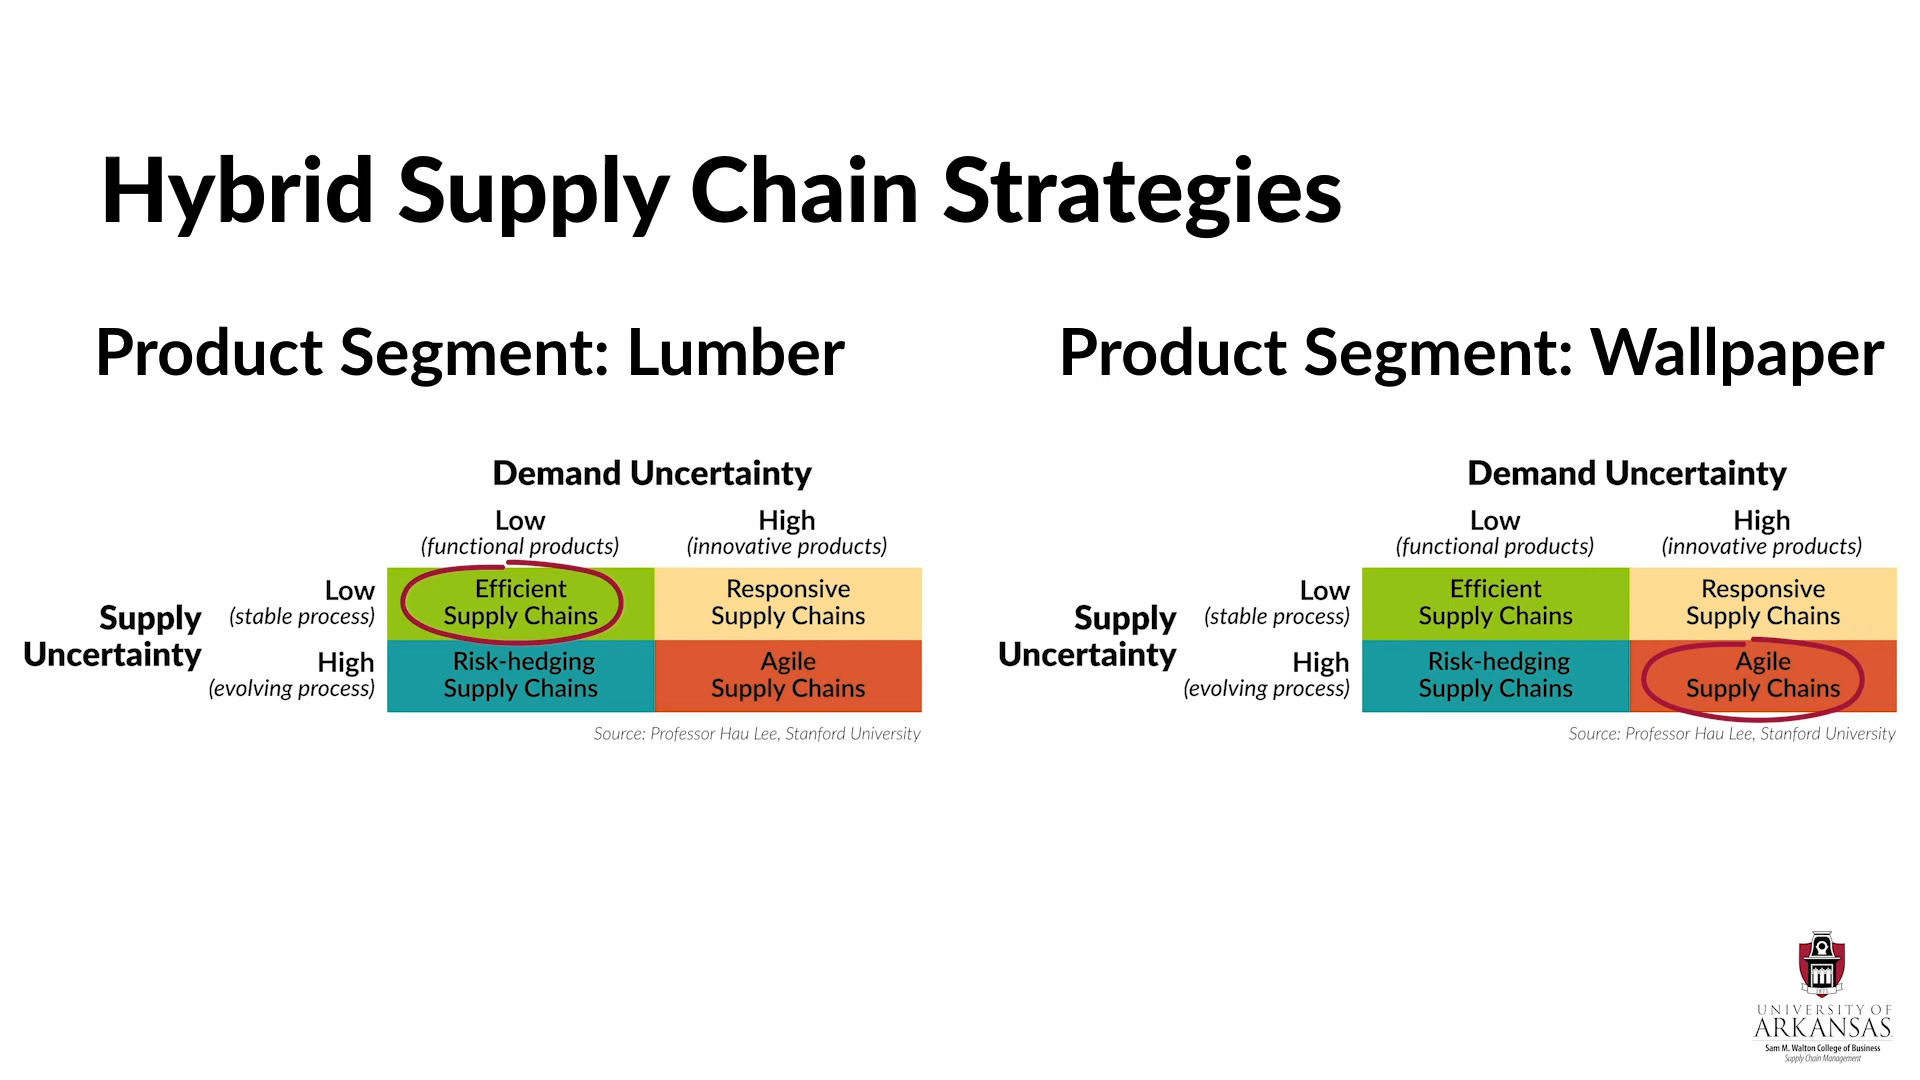 Hybrid Supply Chain Strategies
Product Segment: Lumber
Demand Uncertainty
Low
(functional products)
High
(innovative products)
Supply
Uncertainty
Low
(stable process)
High
(evolving process)
Efficient
Supply Chains
Responsive
Supply Chains
Risk-hedging
Supply Chains
Agile
Supply Chains
Source: Professor Hau Lee, Stanford University
Product Segment: Wallpaper
Demand Uncertainty
Low
(functional products)
High
(innovative products)
Supply
Uncertainty
Low
(stable process)
High
(evolving process)
Efficient
Supply Chains
Responsive
Supply Chains
Risk-hedging
Supply Chains
Agile
Supply Chains
Source: Professor Hau Lee, Stanford University
1871
UNIVERSITY OF
ARKANSAS
Sam M. Walton College of Business
Supply Chain Management